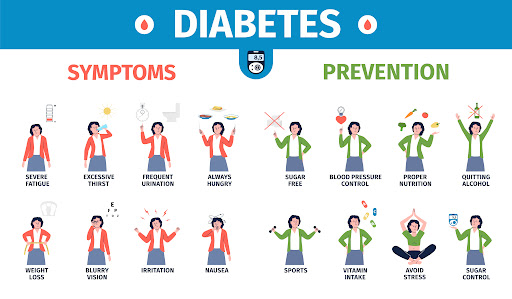 DIABETES
8,5
SYMPTOMS
PREVENTION
SEVERE
FATIGUE
EXCESSIVE
THIRST
FREQUENT
URINATION
ALWAYS
HUNGRY
SUGAR
FREE
BLOOD PRESSURE
CONTROL
PROPER
NUTRITION
QUITTING
ALCOHOL
E
F P
WEIGHT
LOSS
BLURRY
VISION
IRRITATION
NAUSEA
SPORTS
VITAMIN
INTAKE
AVOID
STRESS
SUGAR
CONTROL